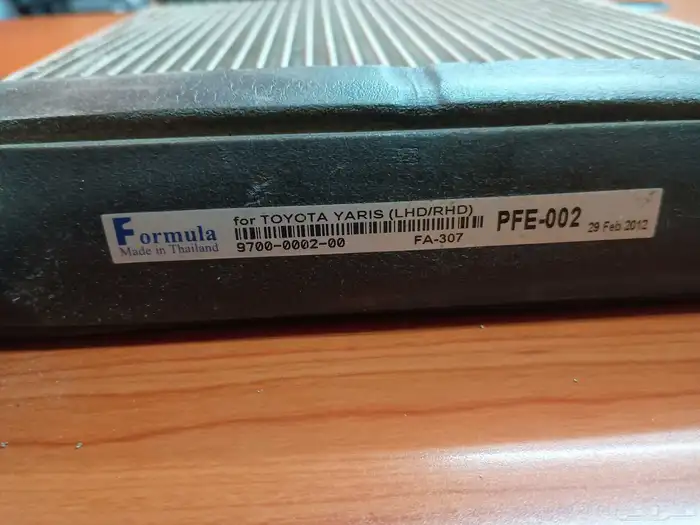 Formula
Made in Thailand
for TOYOTA YARIS (LHD/RHD)
9700-0002-00
FA-307
PFE-002
29 Feb 2012